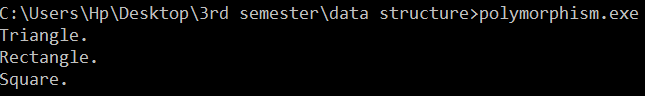 C:\Users\Hp\Desktop\3rd semester\data structure>polymorphism.exe
Triangle.
Rectangle.
Square.